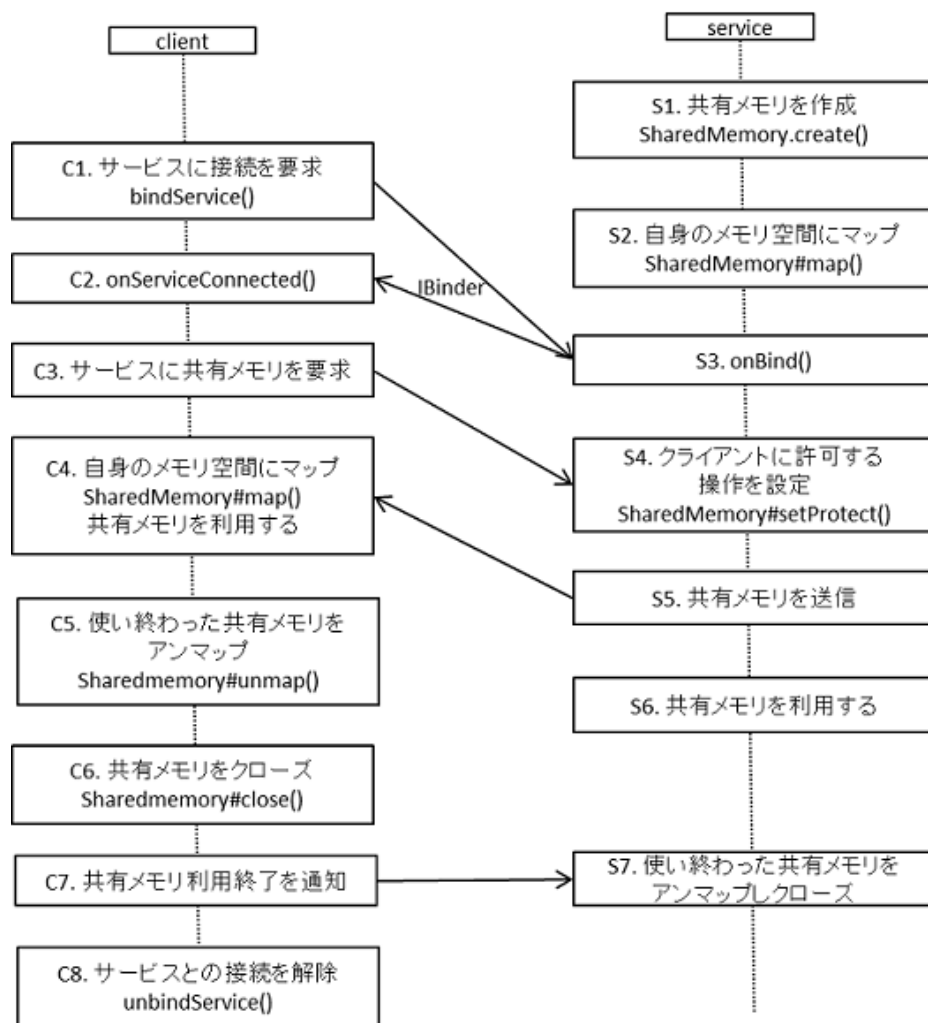 client
service
S1. 共有メモリを作成
SharedMemory.create()
C1. サービスに接続を要求
bindService()
S2. 自身のメモリ空間にマップ
SharedMemory#map()
C2. onServiceConnected()
IBinder
S3. onBind()
C3. サービスに共有メモリを要求
C4. 自身のメモリ空間にマップ
SharedMemory#map()
共有メモリを利用する
S4. クライアントに許可する
操作を設定
SharedMemory#setProtect()
S5. 共有メモリを送信
C5. 使い終わった共有メモリを
アンマップ
Sharedmemory#unmap()
S6. 共有メモリを利用する
C6. 共有メモリをクローズ
Sharedmemory#close()
C7. 共有メモリ利用終了を通知
S7. 使い終わった共有メモリを
アンマップしクローズ
C8. サービスとの接続を解除
unbindService()